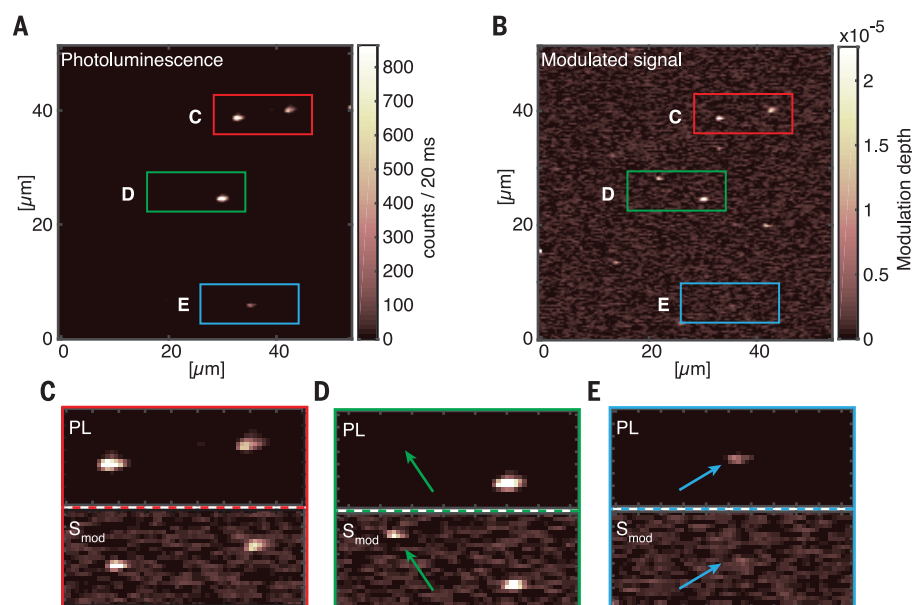 A
Photoluminescence
40
20
0
[µm]
0
20
40
[µm]
C
D
E
800
700
600
500
400
300
200
100
0
counts / 20 ms
B
Modulated signal
40
20
0
[µm]
0
20
40
[µm]
C
D
E
x10⁻⁵
2
1.5
1
0.5
0
Modulation depth
C
PL
Smod
D
PL
Smod
E
PL
Smod